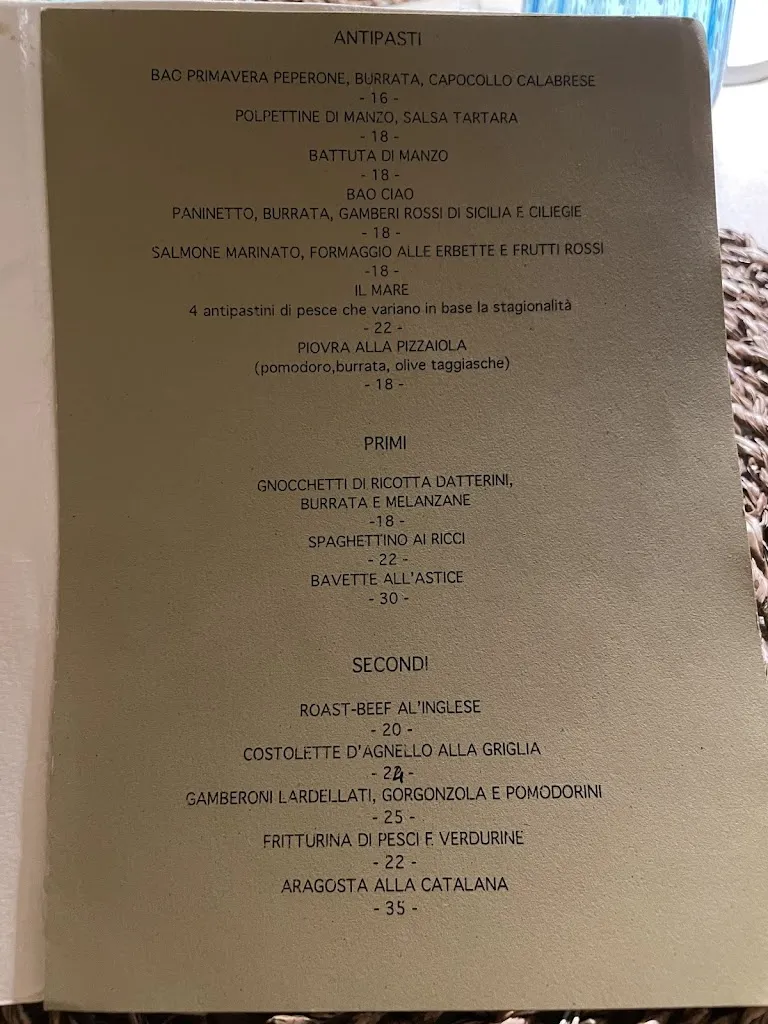 ANTIPASTI
BAO PRIMAVERA PEPERONE, BURRATA, CAPOCOLLO CALABRESE
- 16 -
POLPETTINE DI MANZO, SALSA TARTARA
- 18 -
BATTUTA DI MANZO
- 18 -
BAO CIAO
PANINETTO, BURRATA, GAMBERI ROSSI DI SICILIA E CILIEGIE
- 18 -
SALMONE MARINATO, FORMAGGIO ALLE ERBETTE E FRUTTI ROSSI
-18 -
IL MARE
4 antipastini di pesce che variano in base la stagionalità
- 22 -
PIOVRA ALLA PIZZAIOLA
(pomodoro,burrata, olive taggiasche)
- 18 -
PRIMI
GNOCCHETTI DI RICOTTA DATTERINI,
BURRATA E MELANZANE
-18 -
SPAGHETTINO AI RICCI
- 22 -
BAVETTE ALL'ASTICE
- 30 -
SECONDI
ROAST-BEEF AL'INGLESE
- 20 -
COSTOLETTE D'AGNELLO ALLA GRIGLIA
- 24 -
GAMBERONI LARDELLATI, GORGONZOLA E POMODORINI
- 25 -
FRITTURINA DI PESCI E VERDURINE
- 22 -
ARAGOSTA ALLA CATALANA
- 35 -